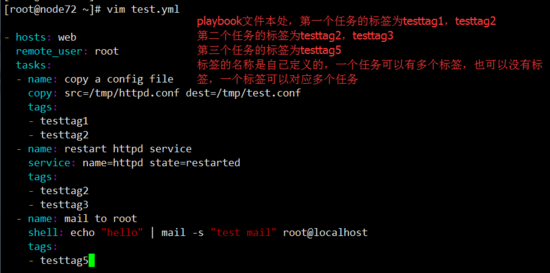 [root@node72 ~]# vim test.yml
playbook文件本处，第一个任务的标签为testtag1，testtag2
第二个任务的标签为testtag2，testtag3
第三个任务的标签为testtag5
标签的名称是自己定义的，一个任务可以有多个标签，也可以没有标
签，一个标签可以对应多个任务
- hosts: web
remote_user: root
tasks:
- name: copy a config file
copy: src=/tmp/httpd.conf dest=/tmp/test.conf
tags:
- testtag1
- testtag2
- name: restart httpd service
service: name=httpd state=restarted
tags:
- testtag2
- testtag3
- name: mail to root
shell: echo "hello" | mail -s "test mail" root@localhost
tags:
- testtag5